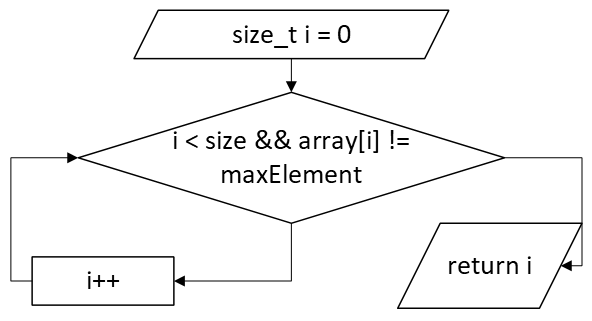 size_t i = 0
i < size && array[i] !=
maxElement
i++
return i